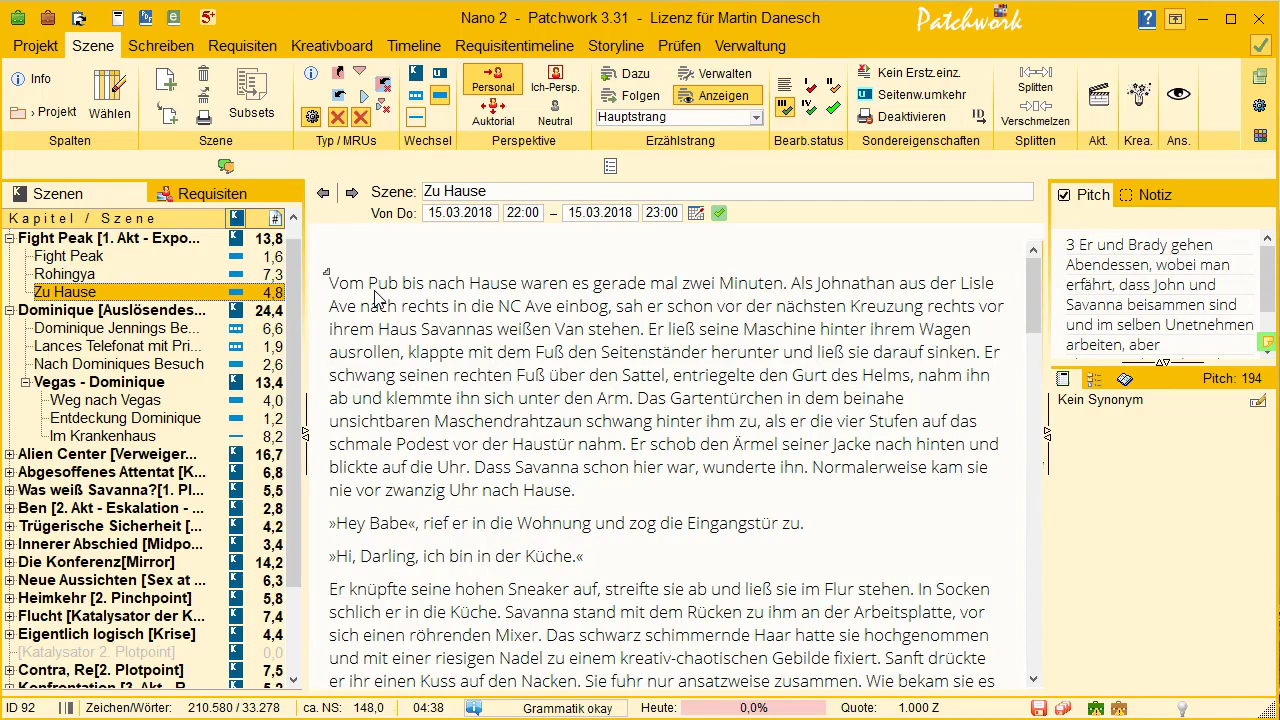 Nano 2 - Patchwork 3.31 - Lizenz für Martin Danesch
Patchwork
Projekt Szene Schreiben Requisiten Kreativboard Timeline Requisitentimeline Storyline Prüfen Verwaltung
Info
Projekt
Wählen
Subsets
Personal Ich-Persp.
Auktorial Neutral
Dazu Verwalten
Folgen Anzeigen
Hauptstrang
Kein Erstz.einz.
Seitenw.umkehr
Deaktivieren
ID
Splitten
Verschmelzen
Spalten Szene Typ / MRUs Wechsel Perspektive Erzählstrang Bearb.status Sondereigenschaften Splitten Akt. Krea. Ans.
Szenen Requisiten
Kapitel / Szene K #
Fight Peak [1. Akt - Expo... 13,8
Fight Peak 1,6
Rohingya 7,3
Zu Hause 4,8
Dominique [Auslösendes... 24,4
Dominique Jennings Be... 6,6
Lances Telefonat mit Pri... 1,9
Nach Dominiques Besuch 2,6
Vegas - Dominique 13,4
Weg nach Vegas 4,0
Entdeckung Dominique 1,2
Im Krankenhaus 8,2
Alien Center [Verweiger... 16,7
Abgesoffenes Attentat [K... 6,8
Was weiß Savanna?[1. Pl... 5,5
Ben [2. Akt - Eskalation - ... 2,8
Trügerische Sicherheit [... 4,2
Innerer Abschied [Midpo... 3,4
Die Konferenz[Mirror] 14,2
Neue Aussichten [Sex at ... 6,3
Heimkehr [2. Pinchpoint] 5,8
Flucht [Katalysator der K... 7,4
Eigentlich logisch [Krise] 4,4
[Katalysator 2. Plotpoint] 0,0
Contra, Re[2. Plotpoint] 7,5
Konfrontation [3. Akt - R... 5,2
Szene: Zu Hause
Von Do: 15.03.2018 22:00 – 15.03.2018 23:00
Vom Pub bis nach Hause waren es gerade mal zwei Minuten. Als Johnathan aus der Lisle
Ave nach rechts in die NC Ave einbog, sah er schon vor der nächsten Kreuzung rechts vor
ihrem Haus Savannas weißen Van stehen. Er ließ seine Maschine hinter ihrem Wagen
ausrollen, klappte mit dem Fuß den Seitenständer herunter und ließ sie darauf sinken. Er
schwang seinen rechten Fuß über den Sattel, entriegelte den Gurt des Helms, nahm ihn
ab und klemmte ihn sich unter den Arm. Das Gartentürchen in dem beinahe
unsichtbaren Maschendrahtzaun schwang hinter ihm zu, als er die vier Stufen auf das
schmale Podest vor der Haustür nahm. Er schob den Ärmel seiner Jacke nach hinten und
blickte auf die Uhr. Dass Savanna schon hier war, wunderte ihn. Normalerweise kam sie
nie vor zwanzig Uhr nach Hause.
»Hey Babe«, rief er in die Wohnung und zog die Eingangstür zu.
»Hi, Darling, ich bin in der Küche.«
Er knüpfte seine hohen Sneaker auf, streifte sie ab und ließ sie im Flur stehen. In Socken
schlich er in die Küche. Savanna stand mit dem Rücken zu ihm an der Arbeitsplatte, vor
sich einen röhrenden Mixer. Das schwarz schimmernde Haar hatte sie hochgenommen
und mit einer riesigen Nadel zu einem kreativ-chaotischen Gebilde fixiert. Sanft drückte
er ihr einen Kuss auf den Nacken. Sie fuhr nur ansatzweise zusammen. Wie bekam sie es
Pitch Notiz
3 Er und Brady gehen
Abendessen, wobei man
erfährt, dass John und
Savanna beisammen sind
und im selben Unetnehmen
arbeiten, aber
Pitch: 194
Kein Synonym
ID 92 Zeichen/Wörter: 210.580 / 33.278 ca. NS: 148,0 04:38 Grammatik okay Heute: 0,0% Quote: 1.000 Z